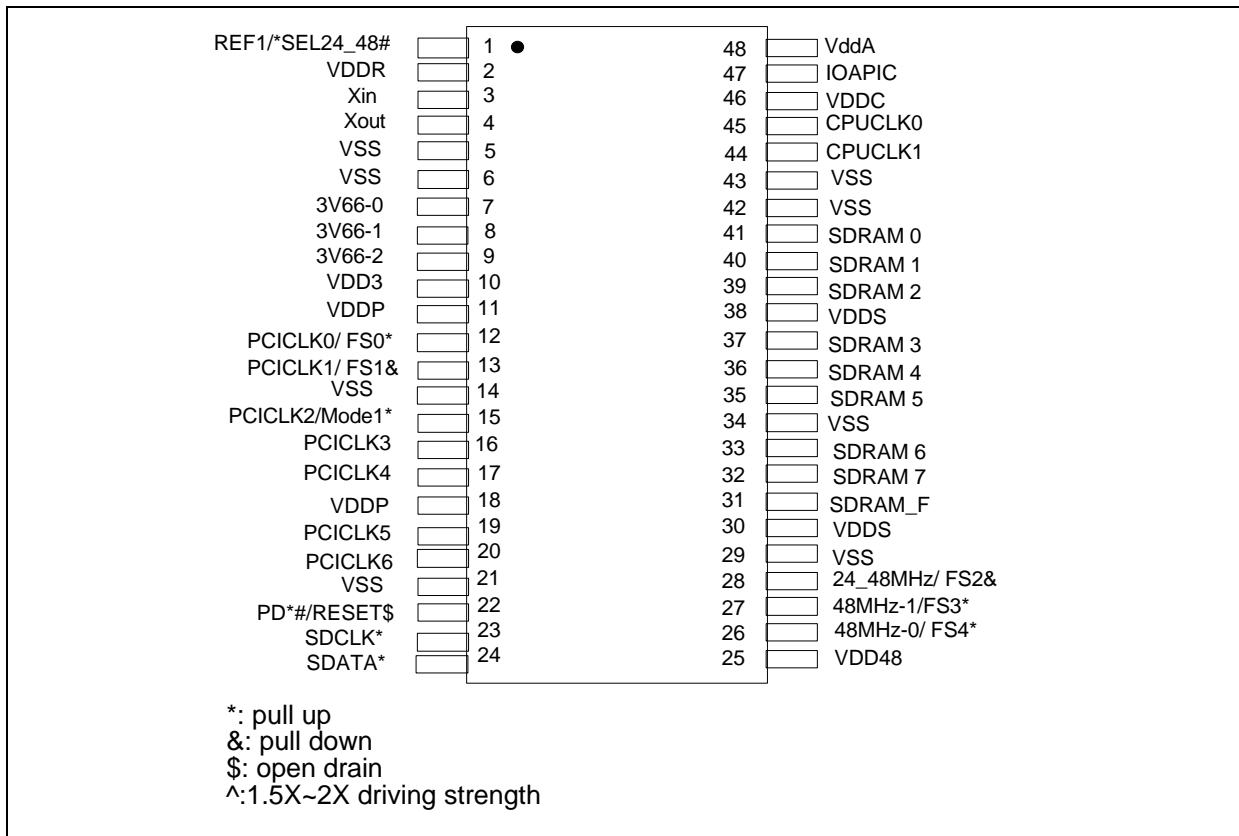 REF1/*SEL24_48# 1 48 VddA
VDDR 2 47 IOAPIC
Xin 3 46 VDDC
Xout 4 45 CPUCLK0
VSS 5 44 CPUCLK1
VSS 6 43 VSS
3V66-0 7 42 VSS
3V66-1 8 41 SDRAM 0
3V66-2 9 40 SDRAM 1
VDD3 10 39 SDRAM 2
VDDP 11 38 VDDS
PCICLK0/ FS0* 12 37 SDRAM 3
PCICLK1/ FS1& 13 36 SDRAM 4
VSS 14 35 SDRAM 5
PCICLK2/Mode1* 15 34 VSS
PCICLK3 16 33 SDRAM 6
PCICLK4 17 32 SDRAM 7
VDDP 18 31 SDRAM_F
PCICLK5 19 30 VDDS
PCICLK6 20 29 VSS
VSS 21 28 24_48MHz/ FS2&
PD*#/RESET$ 22 27 48MHz-1/FS3*
SDCLK* 23 26 48MHz-0/ FS4*
SDATA* 24 25 VDD48
*: pull up
&: pull down
$: open drain
^:1.5X~2X driving strength